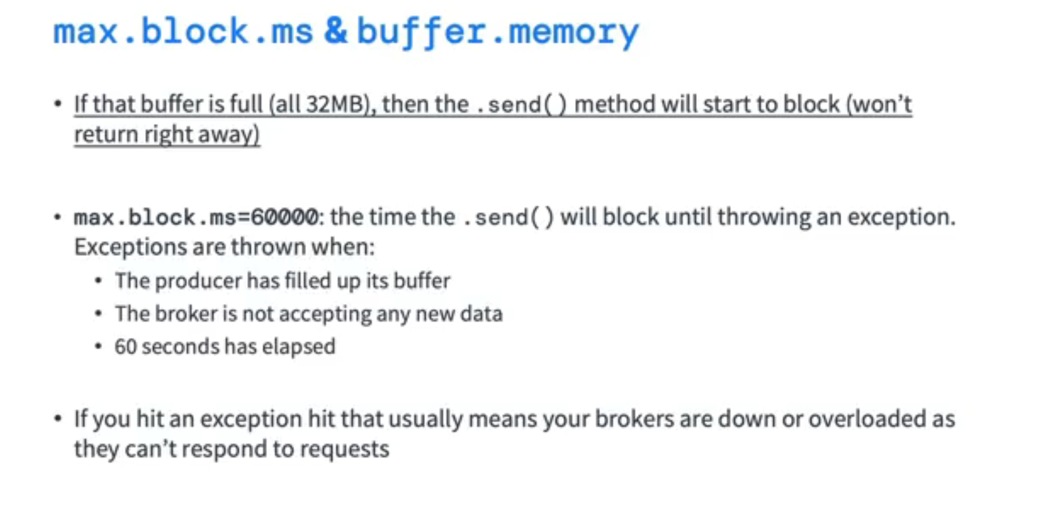 max.block.ms & buffer.memory
• If that buffer is full (all 32MB), then the .send() method will start to block (won't
return right away)
• max.block.ms=60000: the time the .send() will block until throwing an exception.
Exceptions are thrown when:
• The producer has filled up its buffer
• The broker is not accepting any new data
• 60 seconds has elapsed
• If you hit an exception hit that usually means your brokers are down or overloaded as
they can't respond to requests